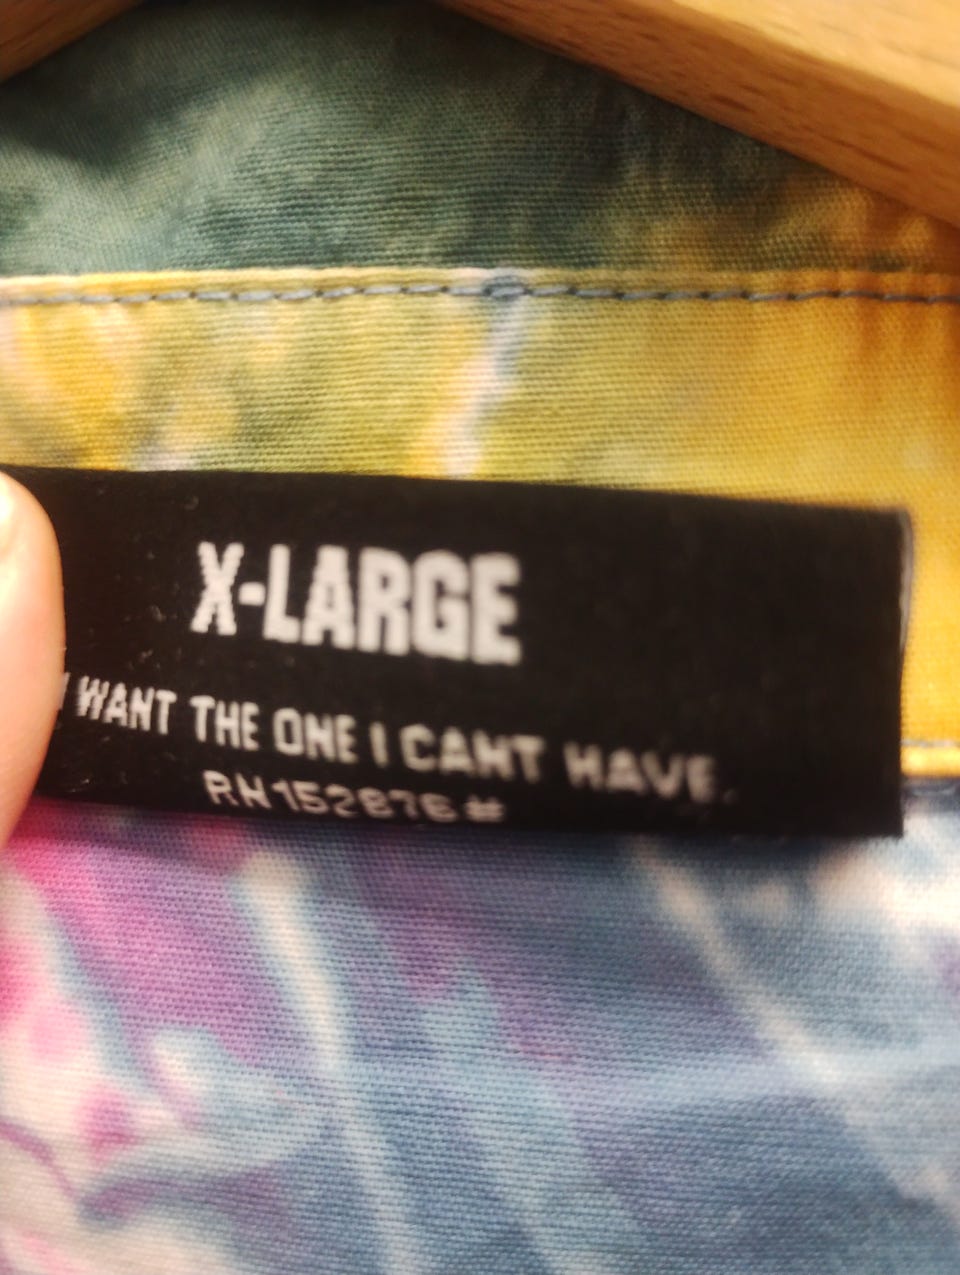 X-LARGE
I WANT THE ONE I CANT HAVE.
RN152876#